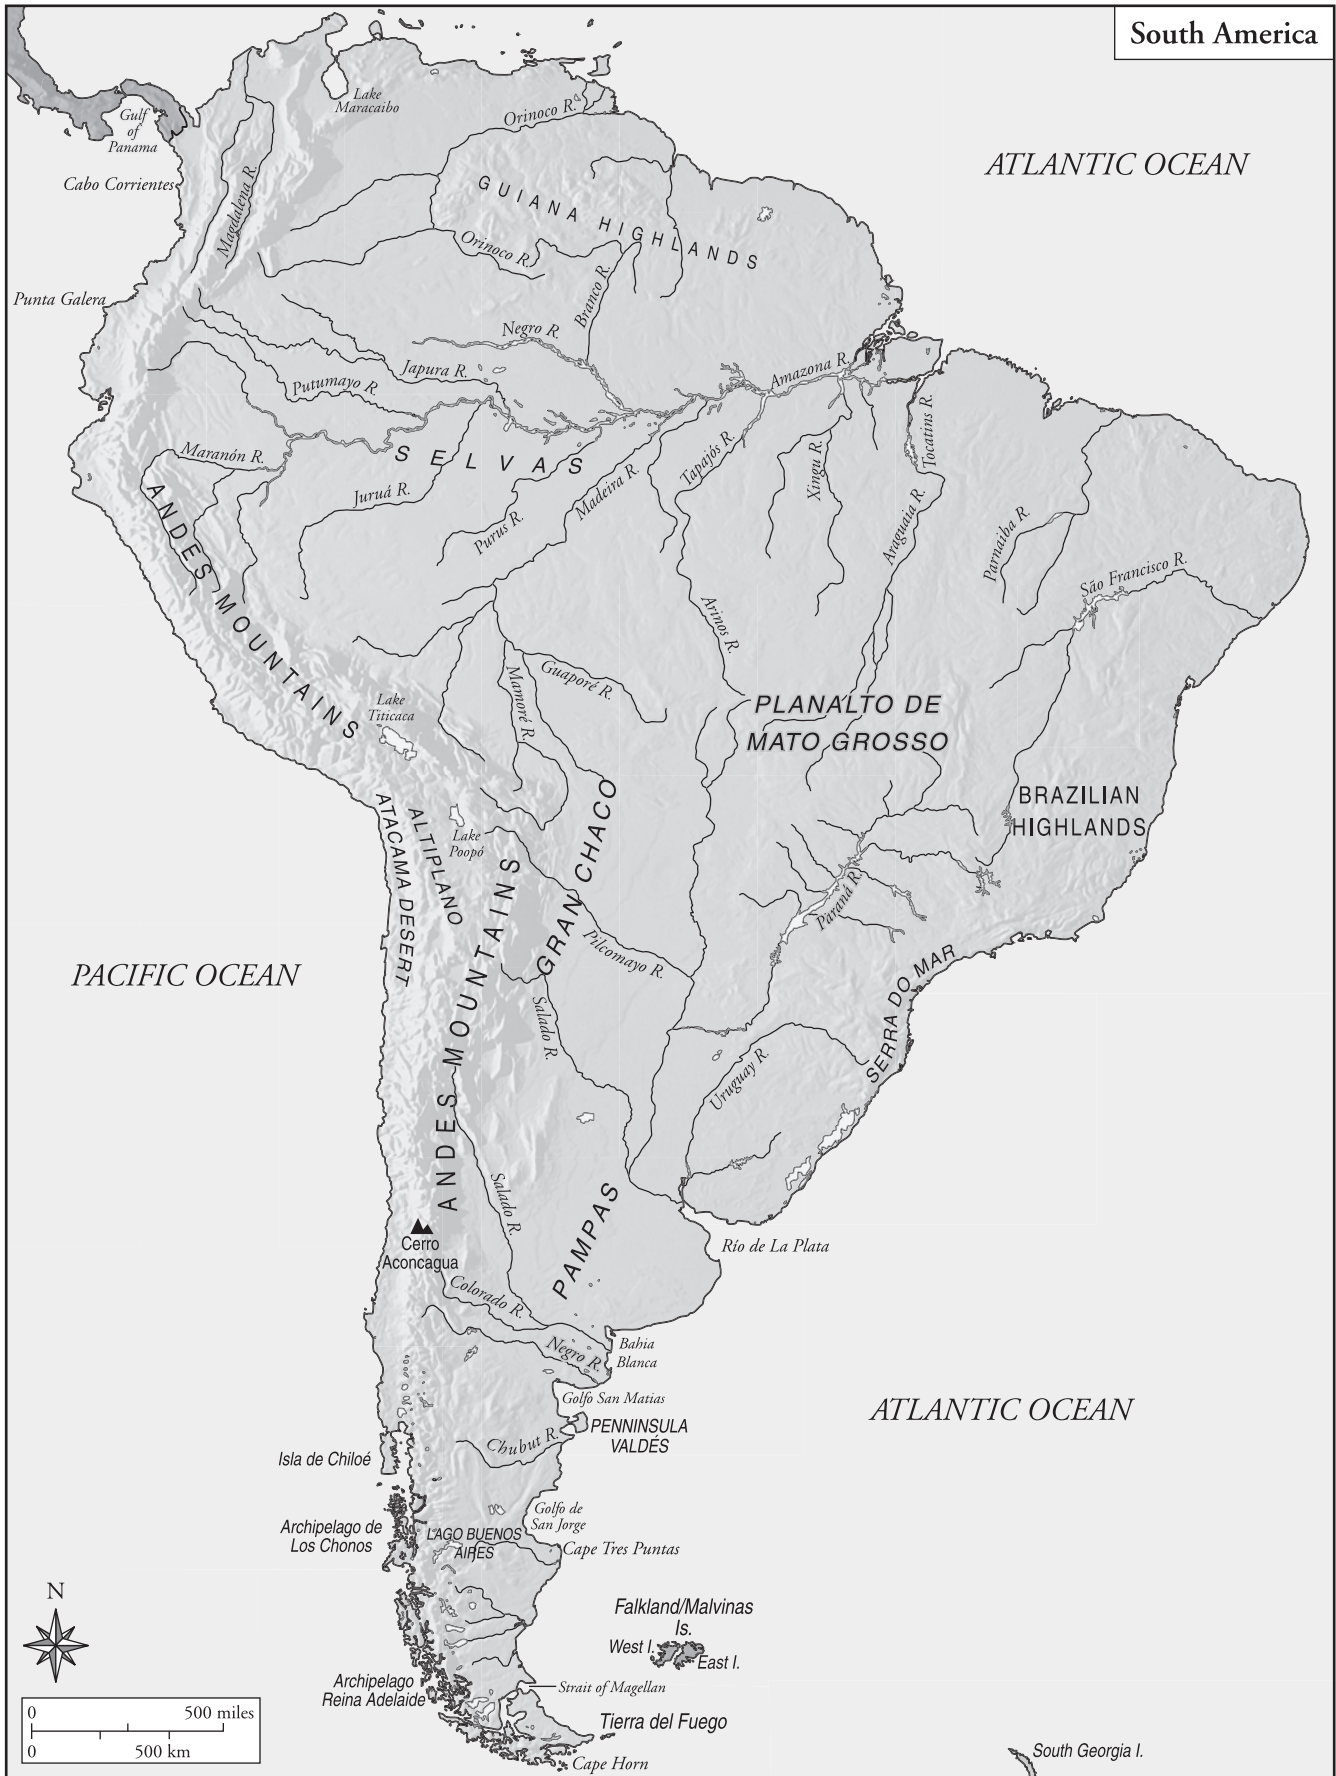 South America
Lake
Maracaibo
Orinoco R.
Gulf
of
Panama
ATLANTIC OCEAN
Cabo Corrientes
Magdalena R.
GUIANA HIGHLANDS
Orinoco R.
Branco R.
Punta Galera
Negro R.
Amazona R.
Japura R.
Putumayo R.
Tocatins R.
Maranón R.
SELVAS
Tapajós R.
Xingu R.
Madeira R.
Juruá R.
Purus R.
Araguaia R.
Parnaiba R.
São Francisco R.
ANDES MOUNTAINS
Arinos R.
Guaporé R.
Mamoré R.
Lake
Titicaca
PLANALTO DE
MATO GROSSO
BRAZILIAN
HIGHLANDS
ATACAMA DESERT
ALTIPLANO
Lake
Poopó
GRAN CHACO
Paraná R.
Pilcomayo R.
PACIFIC OCEAN
ANDES MOUNTAINS
Salado R.
SERRA DO MAR
Uruguay R.
Salado R.
PAMPAS
Cerro
Aconcagua
Río de La Plata
Colorado R.
Negro R.
Bahia
Blanca
Golfo San Matias
ATLANTIC OCEAN
PENNINSULA
VALDÉS
Chubut R.
Isla de Chiloé
Golfo de
San Jorge
Archipelago de
Los Chonos
LAGO BUENOS
AIRES
Cape Tres Puntas
N
Falkland/Malvinas
Is.
West I.
East I.
Archipelago
Reina Adelaide
Strait of Magellan
Tierra del Fuego
0 500 miles
0 500 km
Cape Horn
South Georgia I.